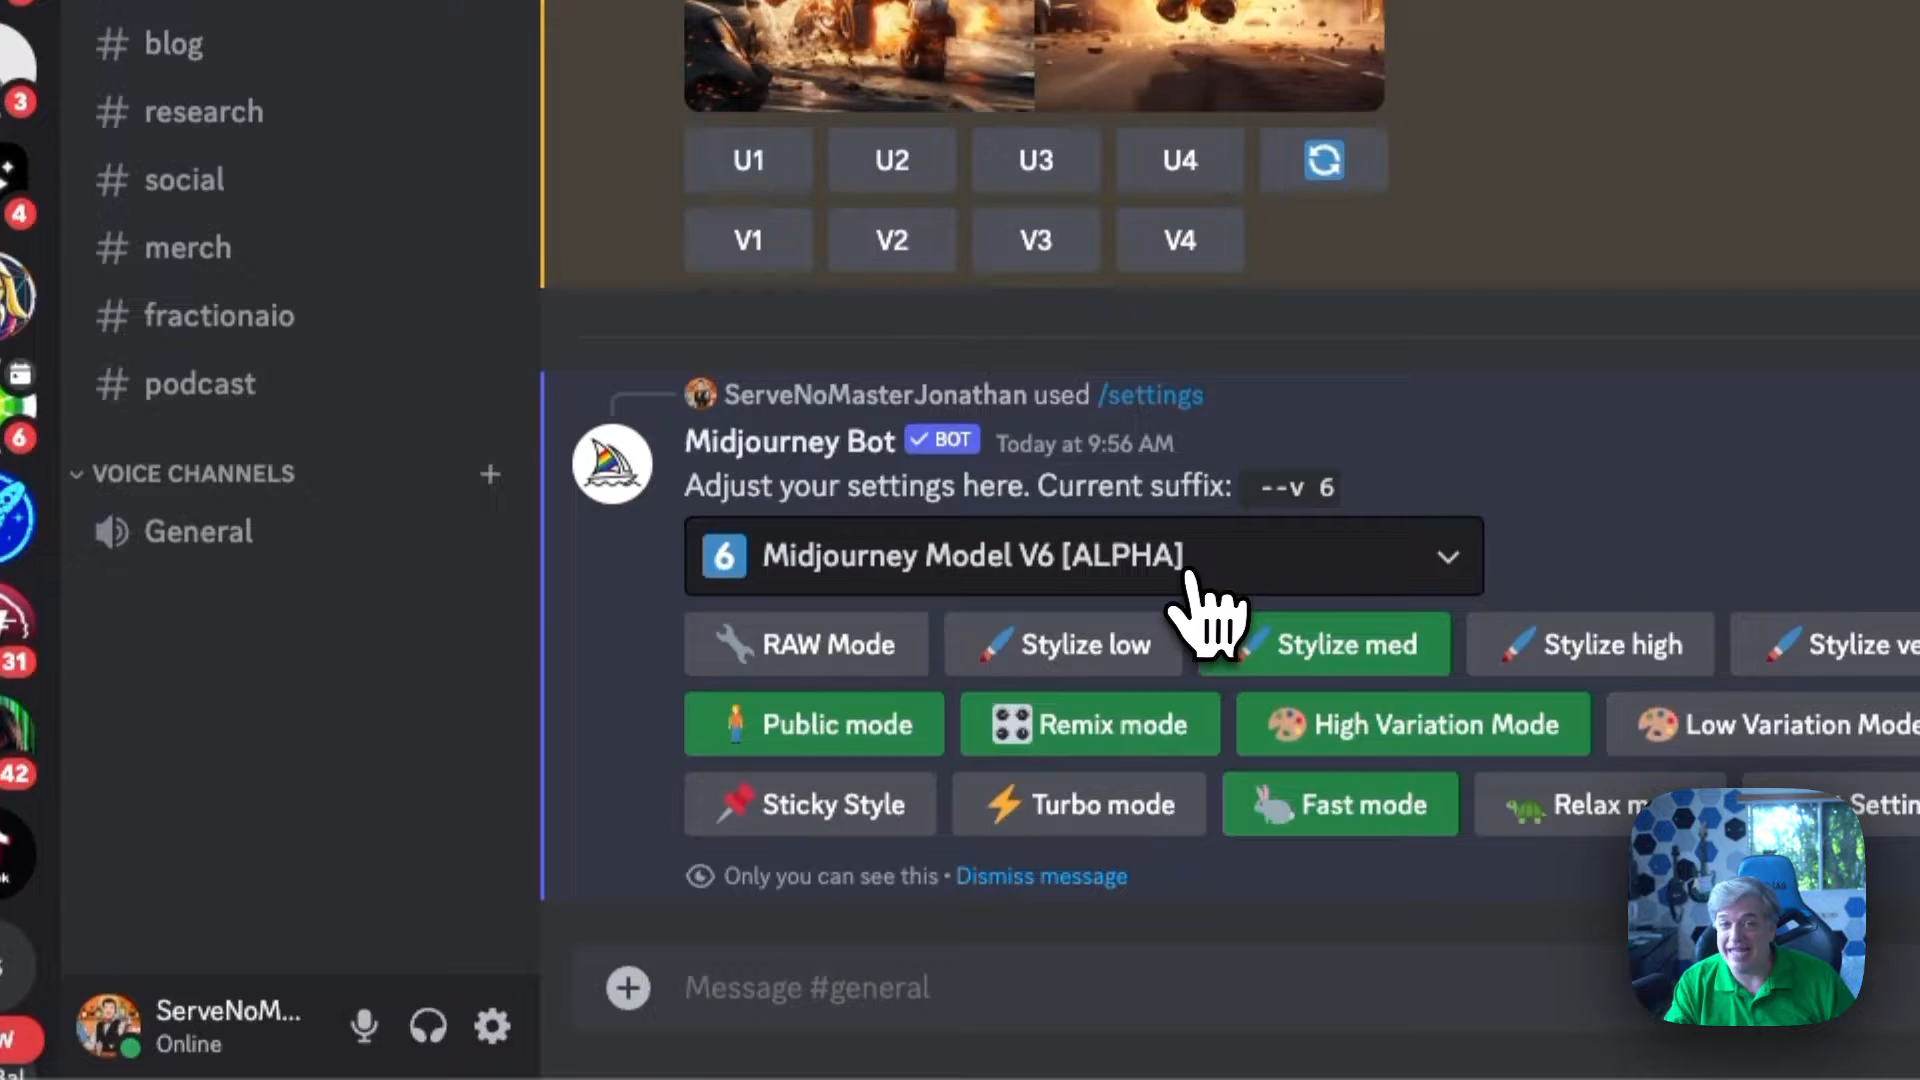 # blog
3
# research
4
# social
# merch
# fractionaio
6
# podcast
VOICE CHANNELS
+
General
31
42
ServeNoM...
Online
U1 U2 U3 U4
V1 V2 V3 V4
ServeNoMasterJonathan used /settings
Midjourney Bot ✓ BOT Today at 9:56 AM
Adjust your settings here. Current suffix: --v 6
6 Midjourney Model V6 [ALPHA]
RAW Mode Stylize low Stylize med Stylize high Stylize ve
Public mode Remix mode High Variation Mode Low Variation Mode
Sticky Style Turbo mode Fast mode Relax m Settin
Only you can see this • Dismiss message
Message #general